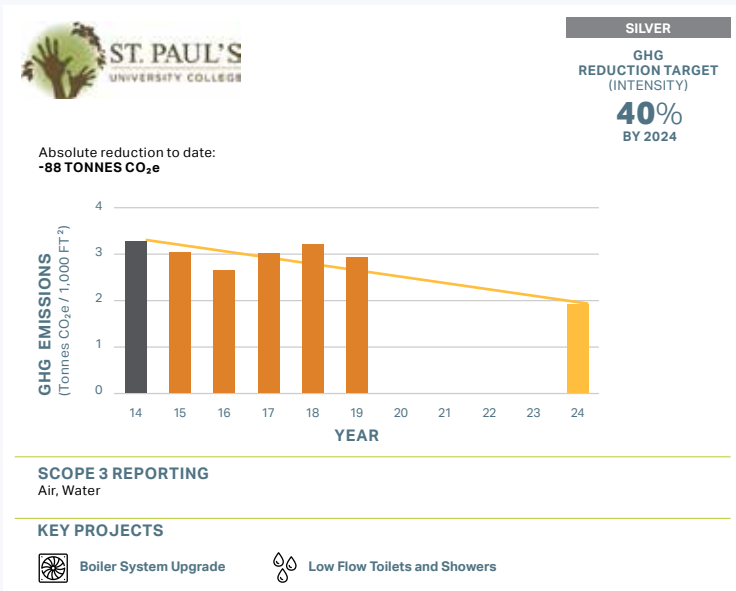 ST. PAUL'S
UNIVERSITY COLLEGE
SILVER
GHG
REDUCTION TARGET
(INTENSITY)
40%
BY 2024
Absolute reduction to date:
-88 TONNES CO₂e
GHG EMISSIONS
(Tonnes CO₂e / 1,000 FT²)
4
3
2
1
0
14 15 16 17 18 19 20 21 22 23 24
YEAR
SCOPE 3 REPORTING
Air, Water
KEY PROJECTS
Boiler System Upgrade
Low Flow Toilets and Showers